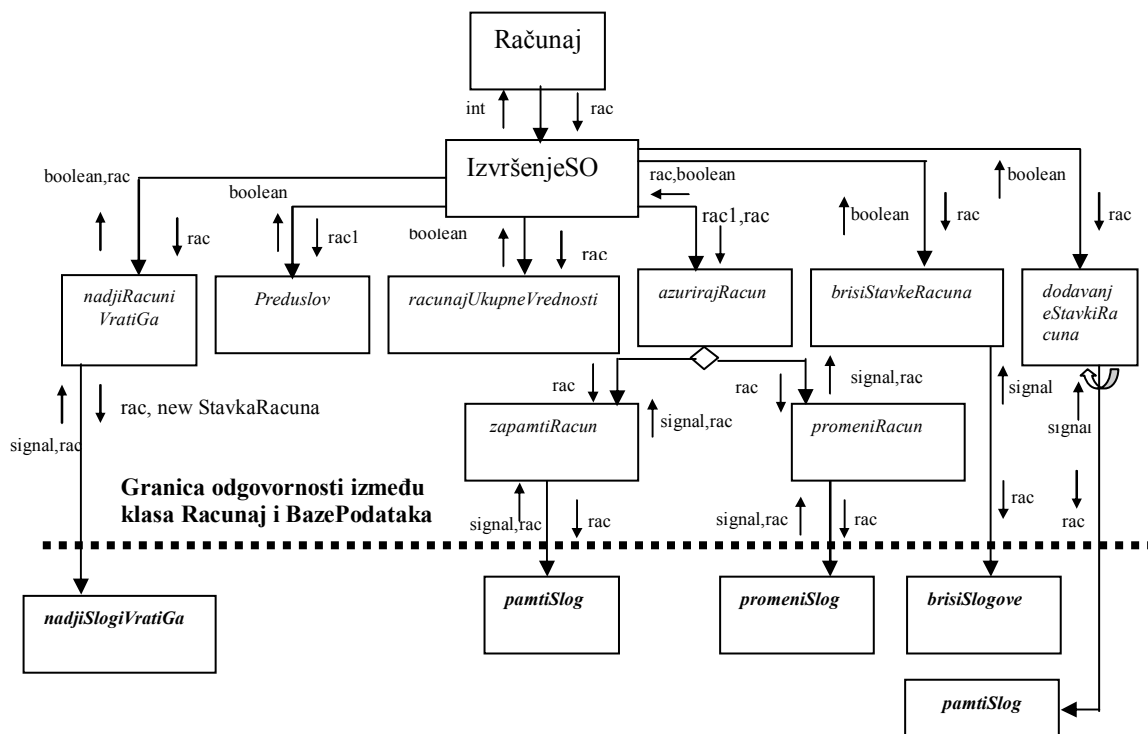 Računaj
int
rac
IzvršenjeSO
boolean,rac
rac
boolean
rac1
boolean
rac
rac,boolean
rac1,rac
boolean
rac
boolean
rac
nadjiRacuni
VratiGa
Preduslov
racunajUkupneVrednosti
azurirajRacun
brisiStavkeRacuna
dodavanj
eStavkiRa
cuna
signal,rac
rac, new StavkaRacuna
rac
signal,rac
rac
signal,rac
signal
signal
zapamtiRacun
promeniRacun
Granica odgovornosti između
klasa Racunaj i BazePodataka
signal,rac
rac
signal,rac
rac
rac
rac
nadjiSlogiVratiGa
pamtiSlog
promeniSlog
brisiSlogove
pamtiSlog